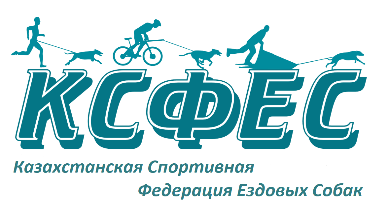 КСФЕС
Казахстанская Спортивная
Федерация Ездовых Собак